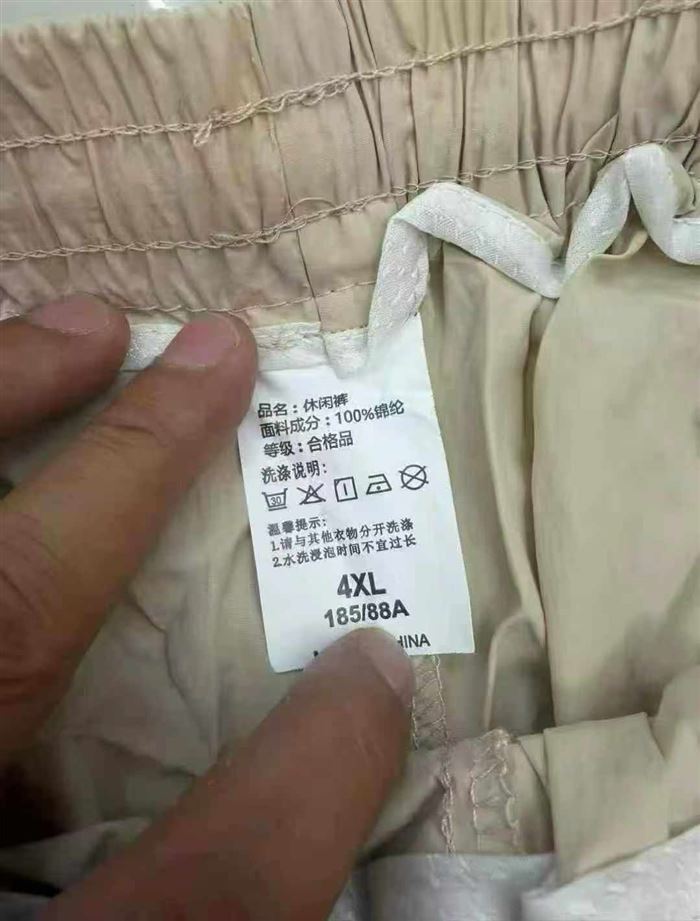 品名：休闲裤
面料成分：100%锦纶
等级：合格品
洗涤说明：
30
温馨提示：
1.请与其他衣物分开洗涤
2.水洗浸泡时间不宜过长
4XL
185/88A